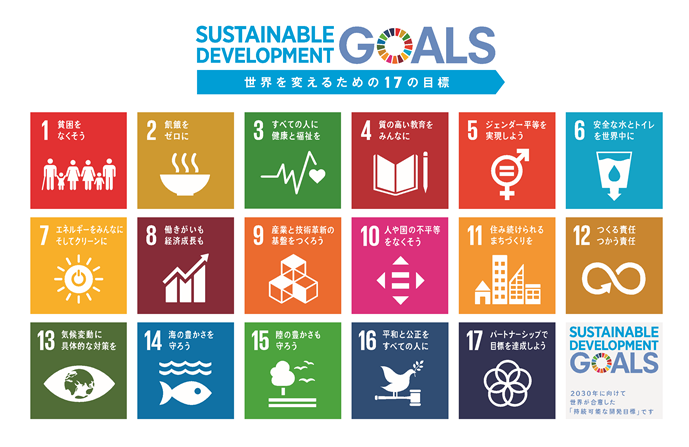 SUSTAINABLE
DEVELOPMENT
GOALS
世界を変えるための17の目標
1 貧困を
なくそう
2 飢餓を
ゼロに
3 すべての人に
健康と福祉を
4 質の高い教育を
みんなに
5 ジェンダー平等を
実現しよう
6 安全な水とトイレ
を世界中に
7 エネルギーをみんなに
そしてクリーンに
8 働きがいも
経済成長も
9 産業と技術革新の
基盤をつくろう
10 人や国の不平等
をなくそう
11 住み続けられる
まちづくりを
12 つくる責任
つかう責任
13 気候変動に
具体的な対策を
14 海の豊かさを
守ろう
15 陸の豊かさも
守ろう
16 平和と公正を
すべての人に
17 パートナーシップで
目標を達成しよう
SUSTAINABLE
DEVELOPMENT
GOALS
2030年に向けて
世界が合意した
「持続可能な開発目標」です